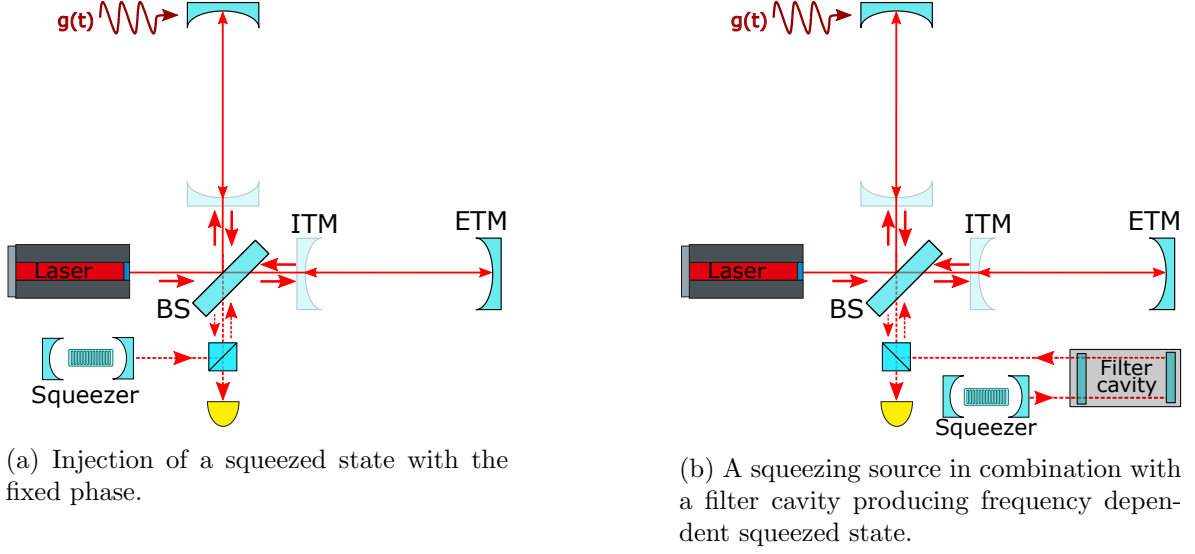 g(t)
ITM
ETM
Laser
BS
Squeezer
(a) Injection of a squeezed state with the
fixed phase.
g(t)
ITM
ETM
Laser
BS
Filter
cavity
Squeezer
(b) A squeezing source in combination with
a filter cavity producing frequency depen-
dent squeezed state.